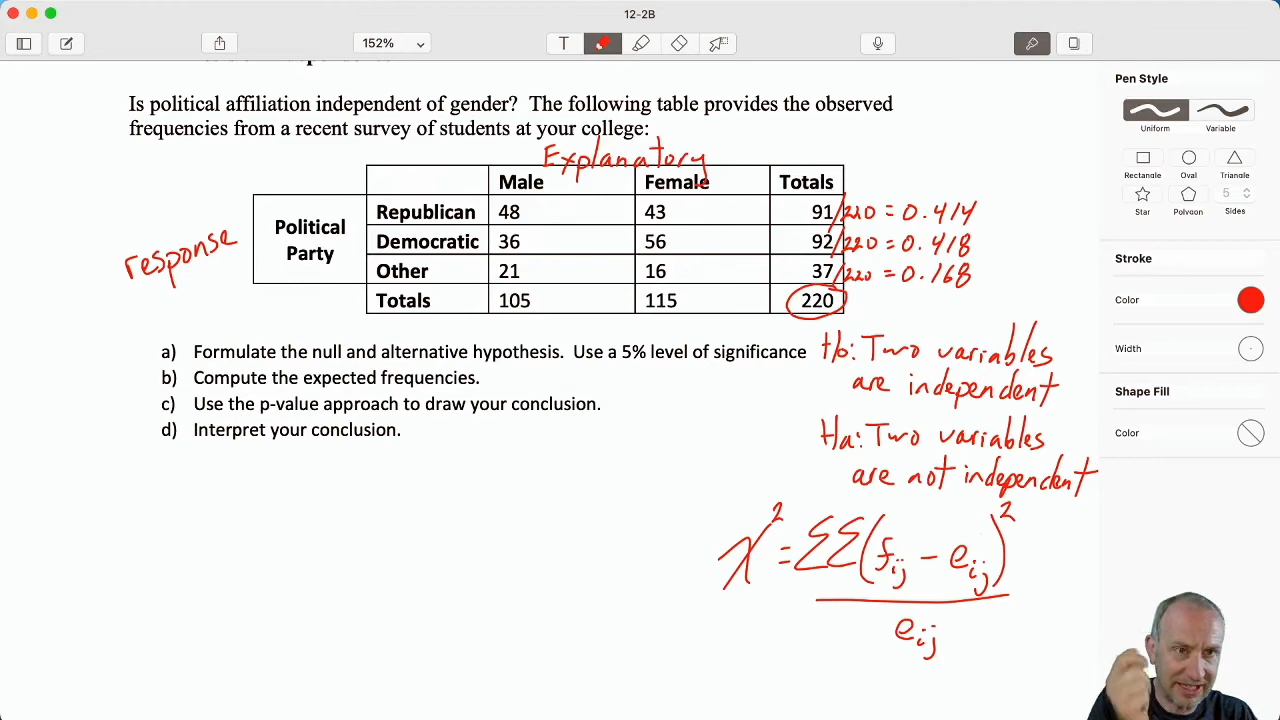 12-2B
152%
T
Pen Style
Uniform
Variable
Rectangle
Oval
Triangle
Star
Polygon
5
Sides
Stroke
Color
Width
Shape Fill
Color
Is political affiliation independent of gender? The following table provides the observed
frequencies from a recent survey of students at your college:
Explanatory
Male Female Totals
Republican 48 43 91/220 = 0.414
response
Political Party
Democratic 36 56 92/220 = 0.418
Other 21 16 37/220 = 0.168
Totals 105 115 220
a) Formulate the null and alternative hypothesis. Use a 5% level of significance
b) Compute the expected frequencies.
c) Use the p-value approach to draw your conclusion.
d) Interpret your conclusion.
Ho: Two variables
are independent
Ha: Two variables
are not independent
χ² = ΣΣ(fij - eij)²
eij